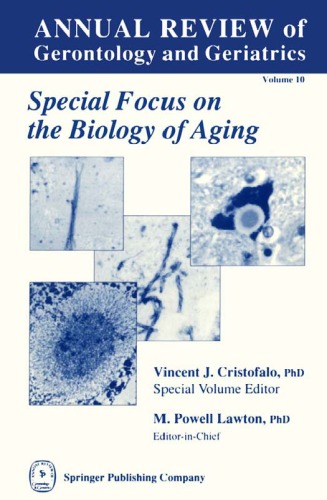 ANNUAL REVIEW of
Gerontology and Geriatrics
Volume 10
Special Focus on
the Biology of Aging
Vincent J. Cristofalo, PhD
Special Volume Editor
M. Powell Lawton, PhD
Editor-in-Chief
Springer Publishing Company